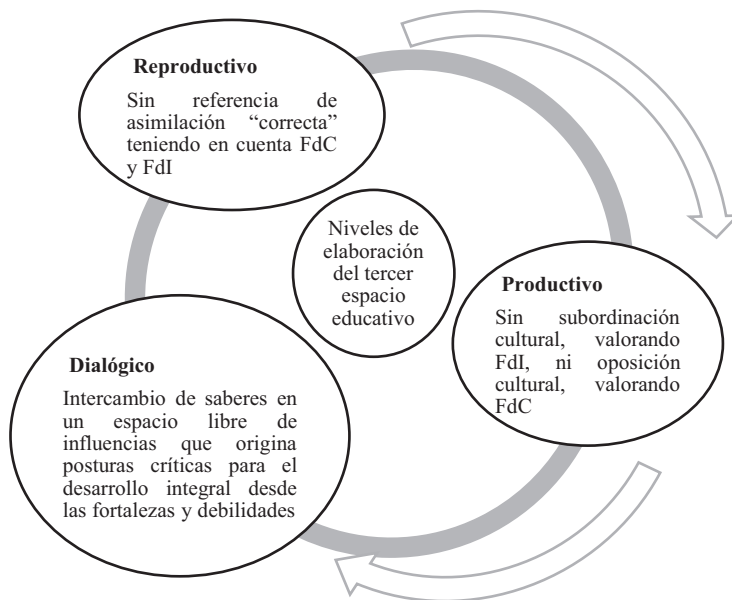 Reproductivo
Sin referencia de
asimilación “correcta”
teniendo en cuenta FdC
y FdI
Niveles de
elaboración
del tercer
espacio
educativo
Productivo
Sin subordinación
cultural, valorando
FdI, ni oposición
cultural, valorando
FdC
Dialógico
Intercambio de saberes en
un espacio libre de
influencias que origina
posturas críticas para el
desarrollo integral desde
las fortalezas y debilidades